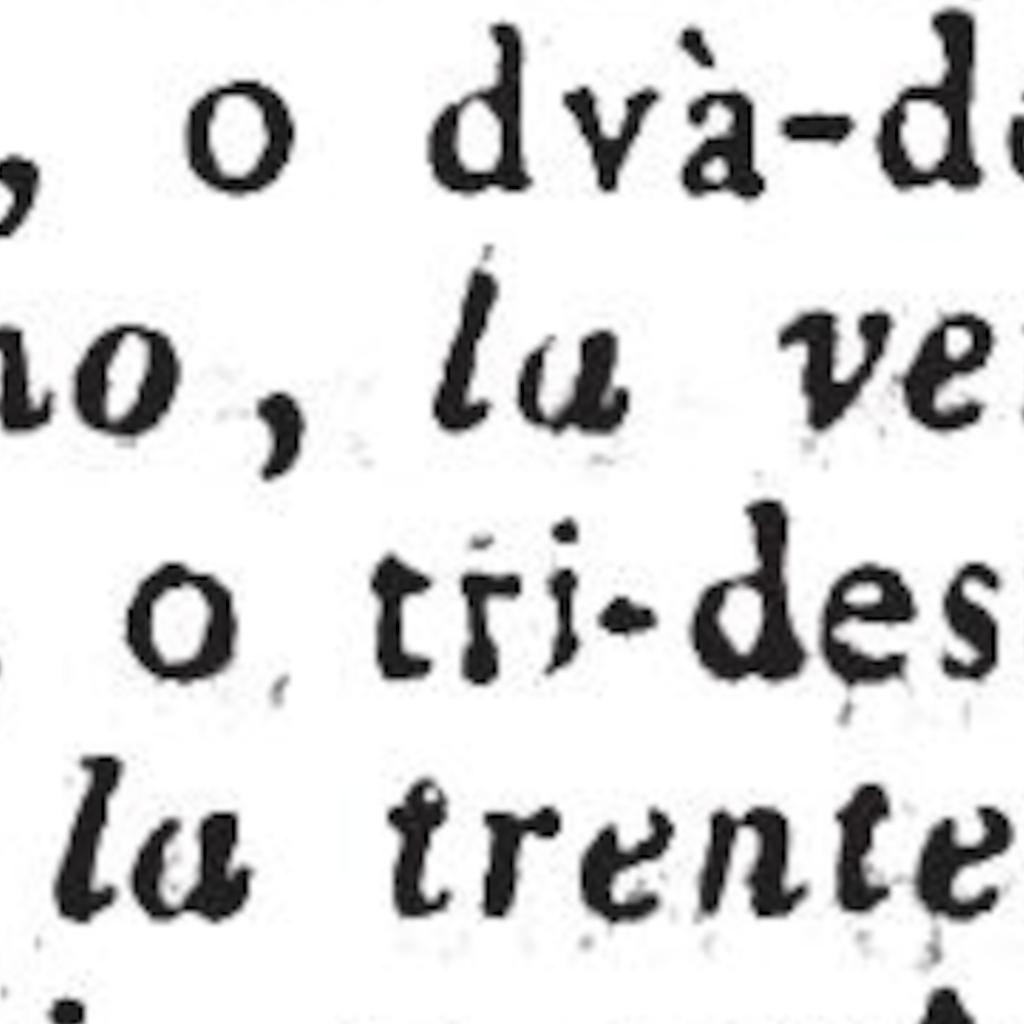 , o dvà-d
no, la ve
o tri-des
la trente